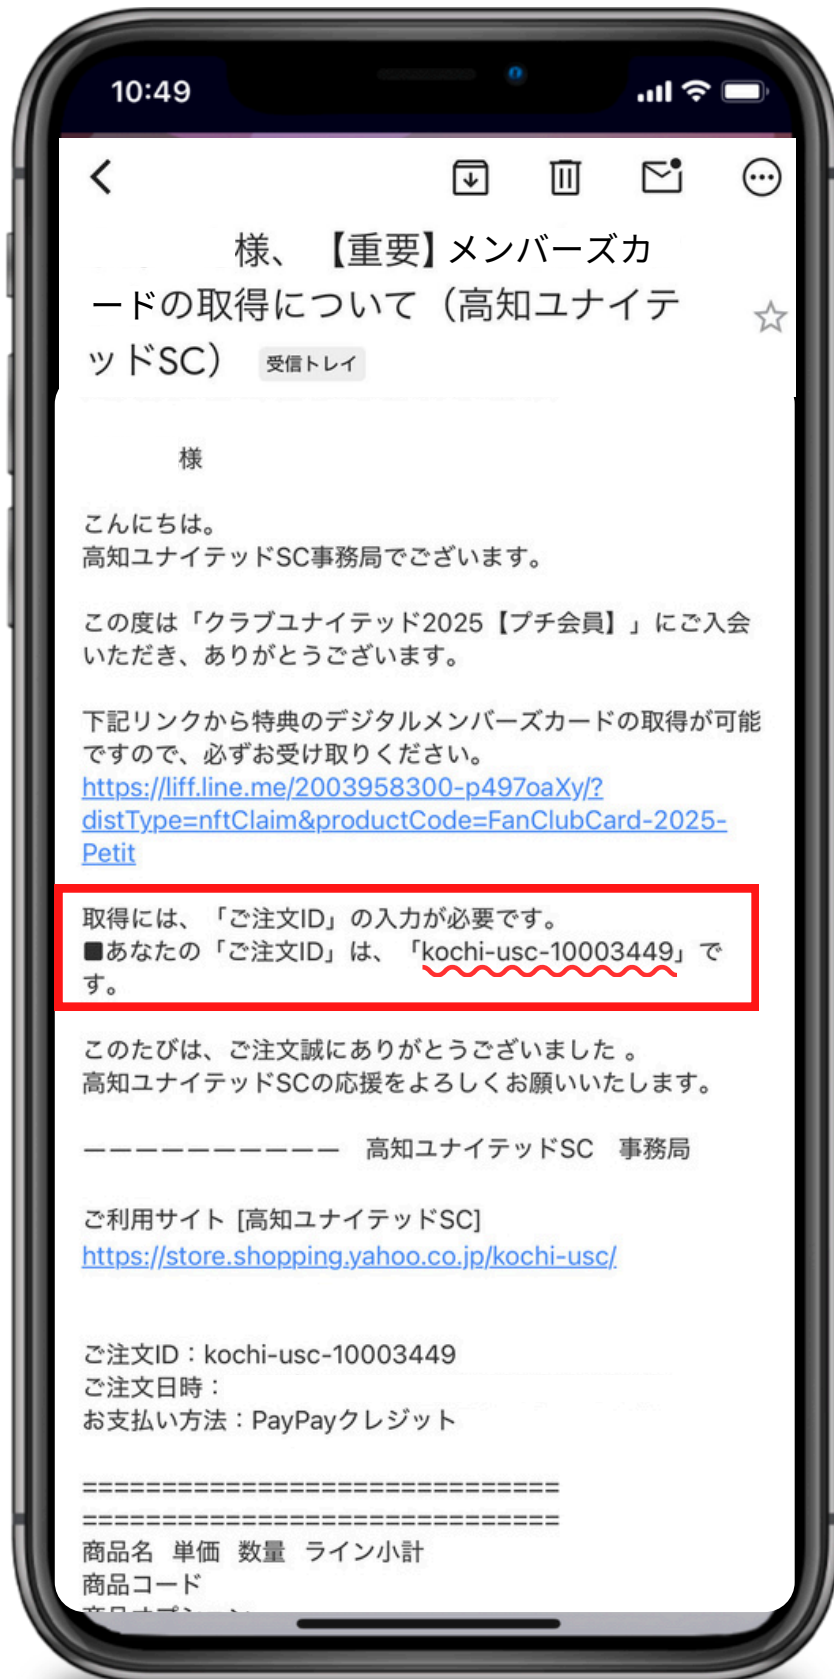 10:49
様、【重要】メンバーズカ
ードの取得について（高知ユナイテ
ッドSC） 受信トレイ
様
こんにちは。
高知ユナイテッドSC事務局でございます。
この度は「クラブユナイテッド2025【プチ会員】」にご入会
いただき、ありがとうございます。
下記リンクから特典のデジタルメンバーズカードの取得が可能
ですので、必ずお受け取りください。
https://liff.line.me/2003958300-p497oaXy/?
distType=nftClaim&productCode=FanClubCard-2025-
Petit
取得には、「ご注文ID」の入力が必要です。
■あなたの「ご注文ID」は、「kochi-usc-10003449」で
す。
このたびは、ご注文誠にありがとうございました 。
高知ユナイテッドSCの応援をよろしくお願いいたします。
ーーーーーーーーーー　高知ユナイテッドSC　事務局
ご利用サイト [高知ユナイテッドSC]
https://store.shopping.yahoo.co.jp/kochi-usc/
ご注文ID：kochi-usc-10003449
ご注文日時：
お支払い方法：PayPayクレジット
==============================
==============================
商品名 単価 数量 ライン小計
商品コード